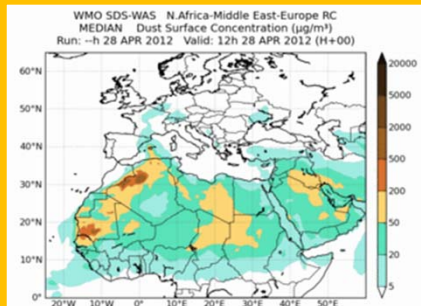 WMO SDS-WAS N.Africa-Middle East-Europe RC
MEDIAN Dust Surface Concentration (µg/m³)
Run: --h 28 APR 2012 Valid: 12h 28 APR 2012 (H+00)
60°N
50°N
40°N
30°N
20°N
10°N
0°
20°W 10°W 0° 10°E 20°E 30°E 40°E 50°E
20000
5000
2000
500
200
50
20
5